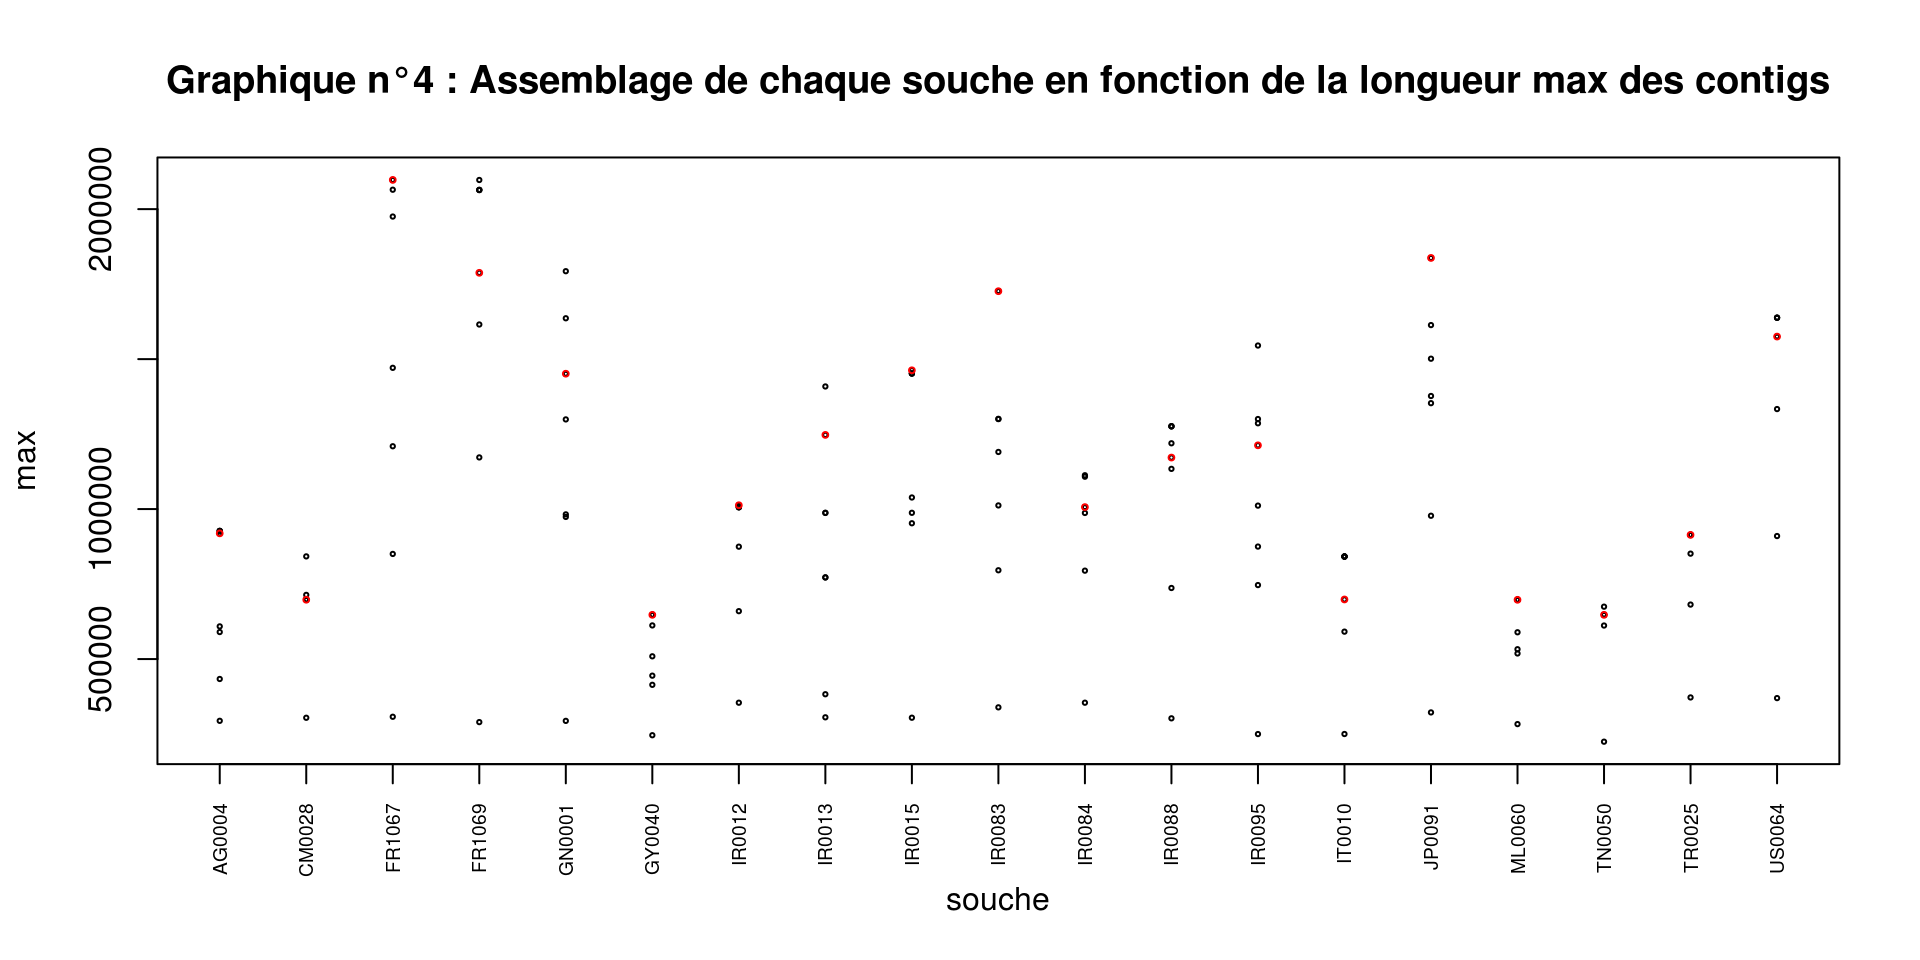 Graphique n°4 : Assemblage de chaque souche en fonction de la longueur max des contigs
max
2000000
1000000
500000
AG0004
CM0028
FR1067
FR1069
GN0001
GY0040
IR0012
IR0013
IR0015
IR0083
IR0084
IR0088
IR0095
IT0010
JP0091
ML0060
TN0050
TR0025
US0064
souche